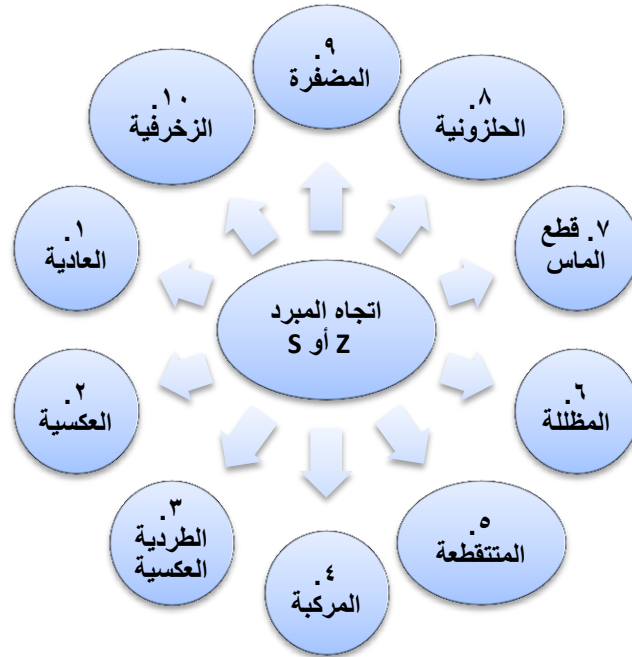 اتجاه المبرد
Z أو S
١.
العادية
٢.
العكسية
٣.
الطردية
العكسية
٤.
المركبة
٥.
المتتقطعة
٦.
المظللة
٧. قطع
الماس
٨.
الحلزونية
٩.
المضفرة
١٠.
الزخرفية